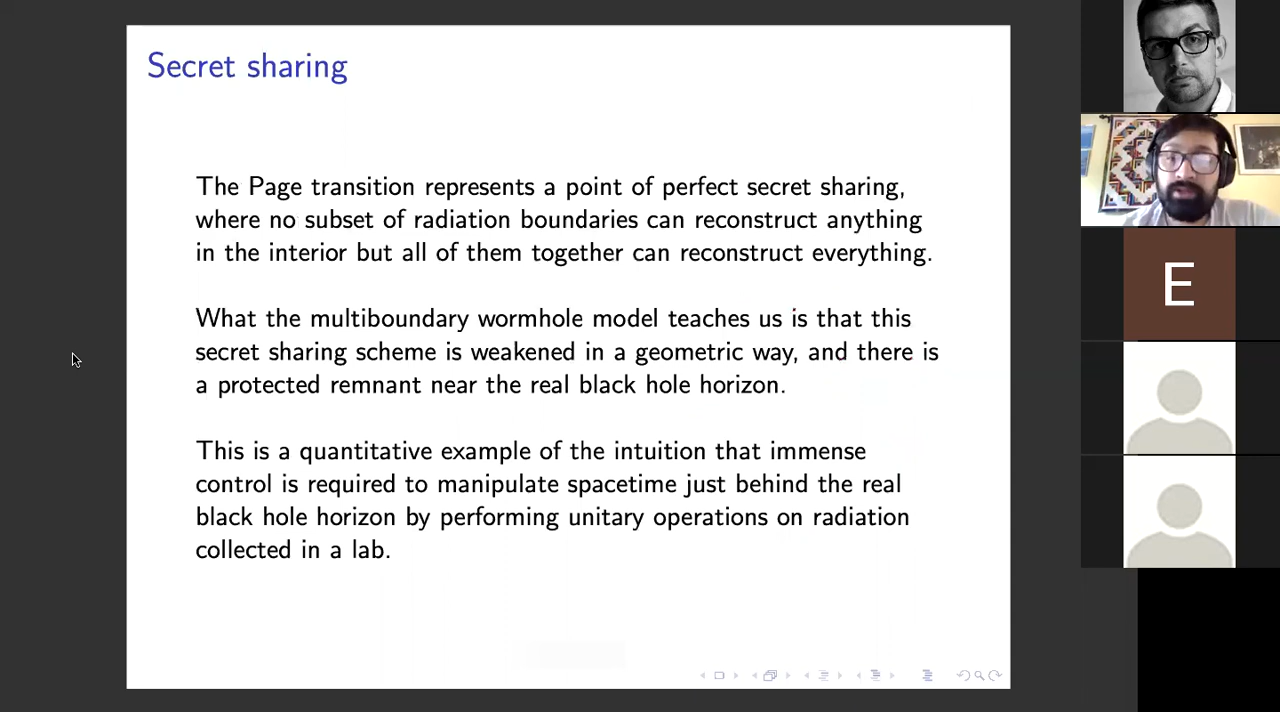 Secret sharing
The Page transition represents a point of perfect secret sharing,
where no subset of radiation boundaries can reconstruct anything
in the interior but all of them together can reconstruct everything.
What the multiboundary wormhole model teaches us is that this
secret sharing scheme is weakened in a geometric way, and there is
a protected remnant near the real black hole horizon.
This is a quantitative example of the intuition that immense
control is required to manipulate spacetime just behind the real
black hole horizon by performing unitary operations on radiation
collected in a lab.
E